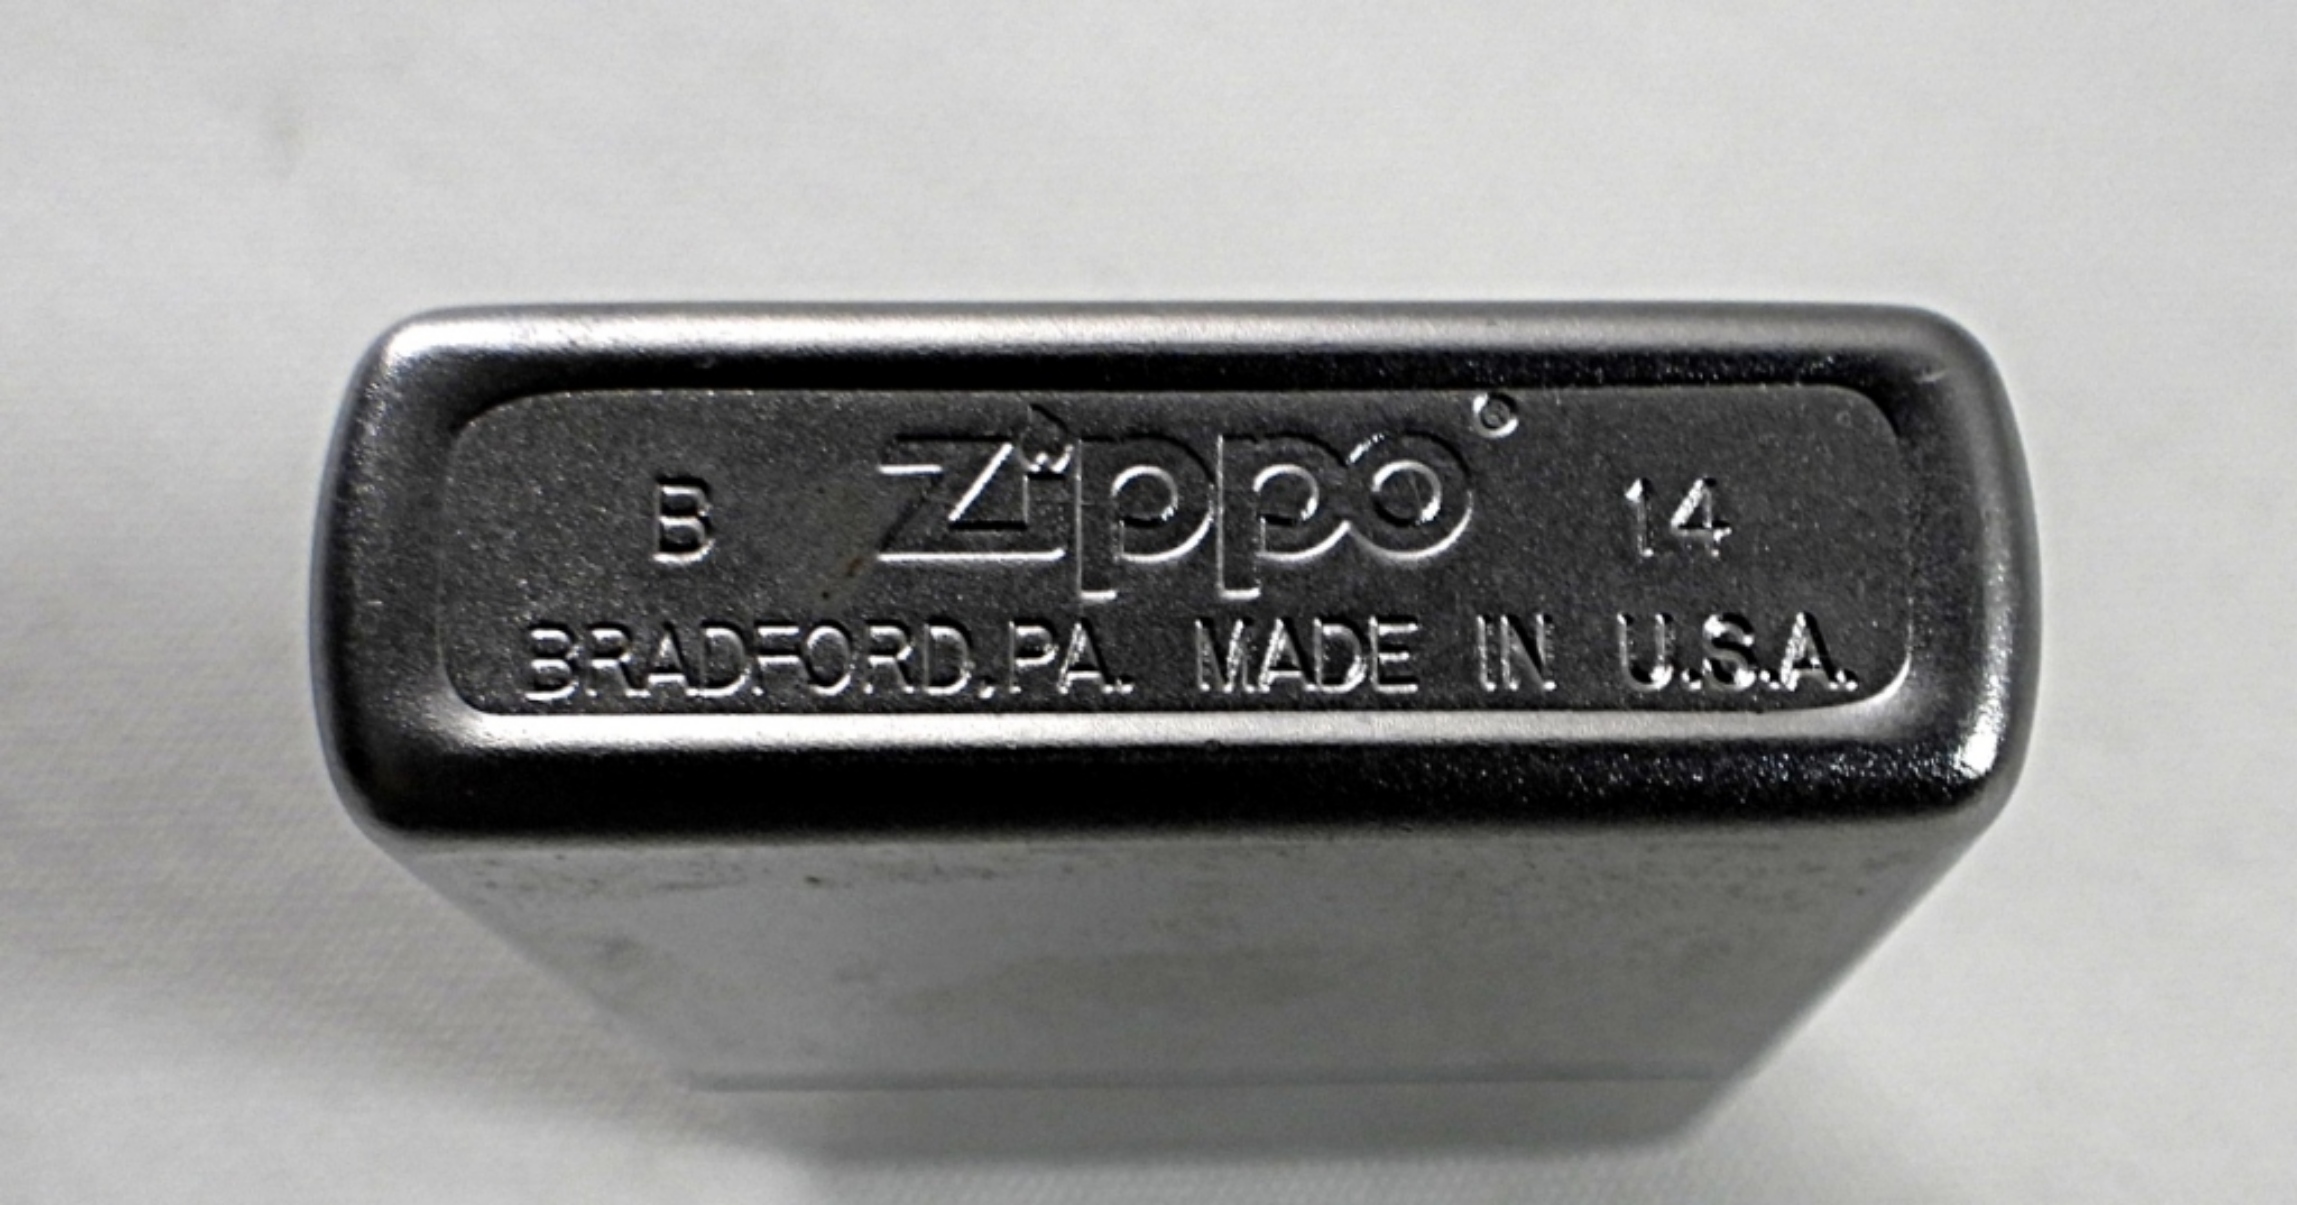 B Zippo® 14
BRADFORD,PA. MADE IN U.S.A.